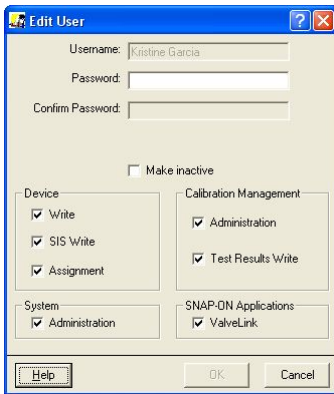 Edit User
Username: Kristine Garcia
Password:
Confirm Password:
Make inactive
Device
Write
SIS Write
Assignment
Calibration Management
Administration
Test Results Write
System
Administration
SNAP-ON Applications
ValveLink
Help
OK
Cancel